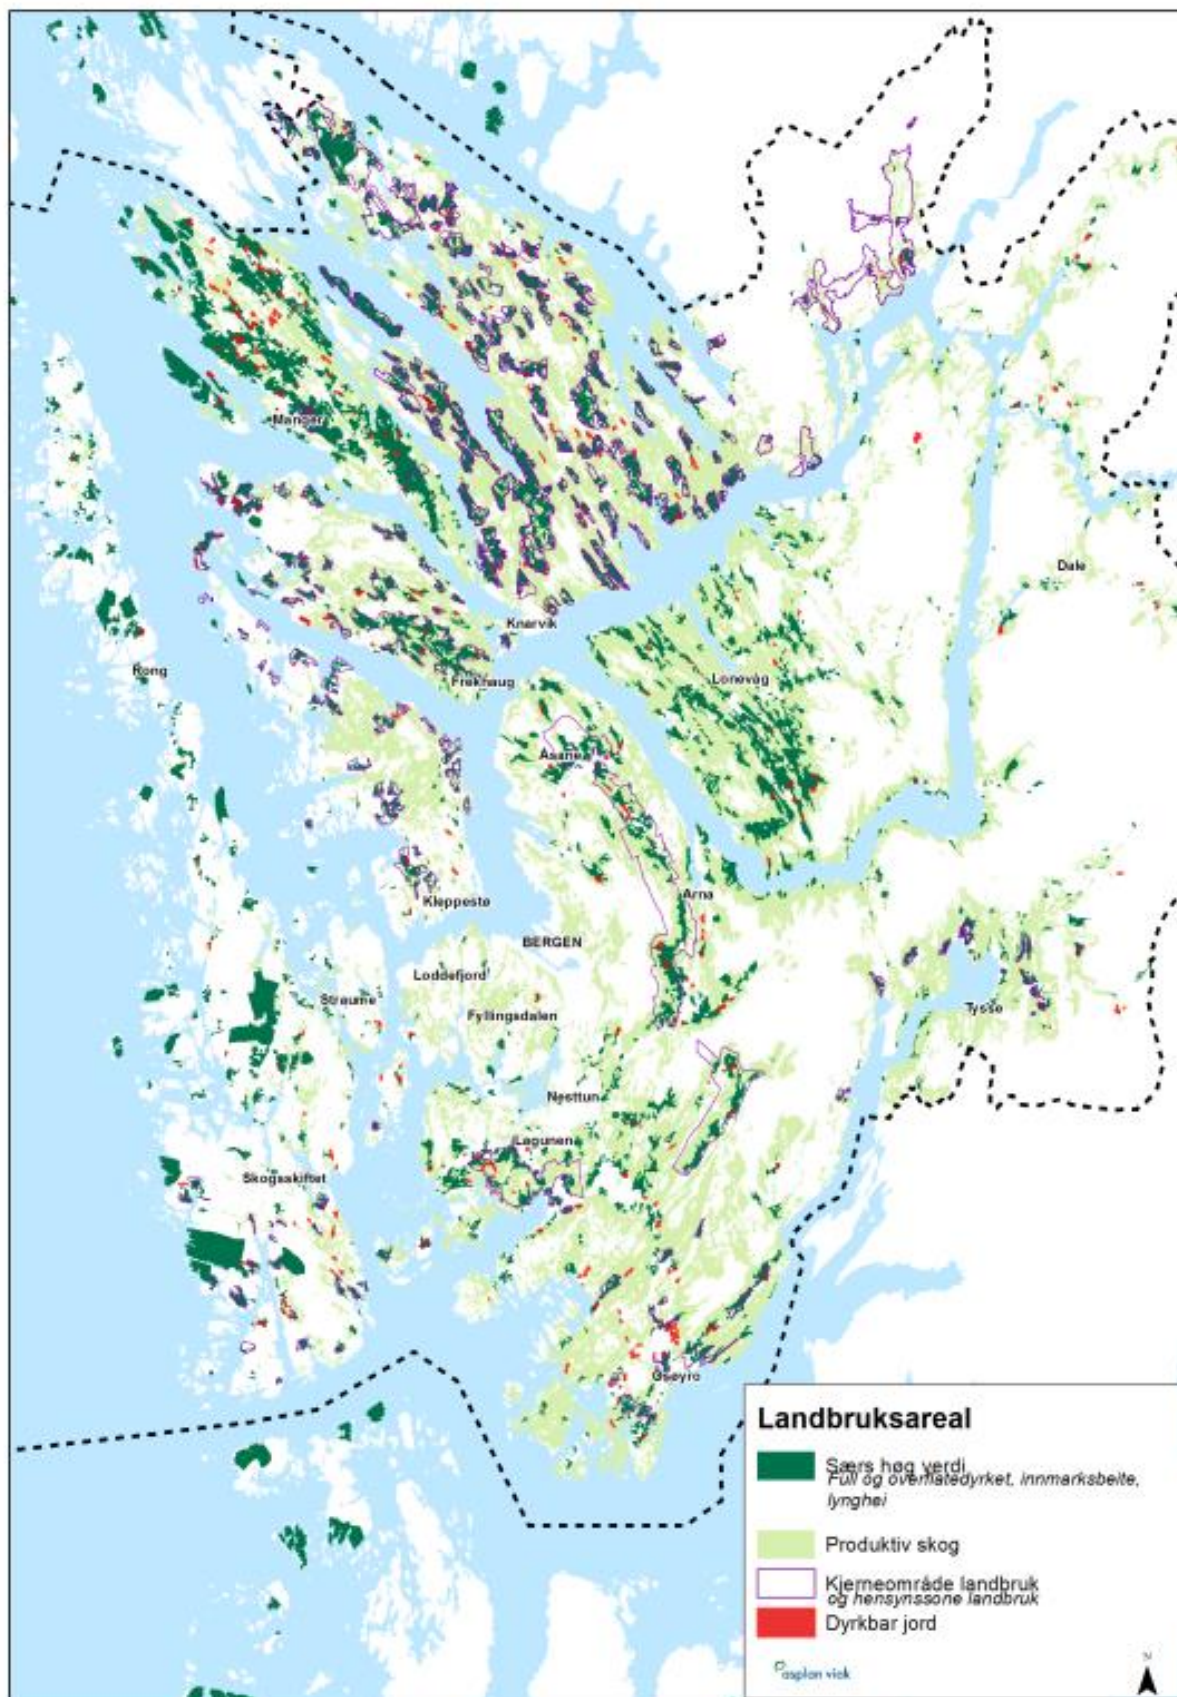 Manger
Knarvik
Dale
Rong
Frekhaug
Lonevåg
Åsane
Arna
Kleppestø
BERGEN
Loddefjord
Straume
Fyllingsdalen
Tysse
Nesttun
Lagunen
Skogsskiftet
Osøyro
Landbruksareal
Særs høg verdi
Full og overflatedyrket, innmarksbeite,
lynghei
Produktiv skog
Kjerneområde landbruk
og hensynssone landbruk
Dyrkbar jord
asplan viak
N